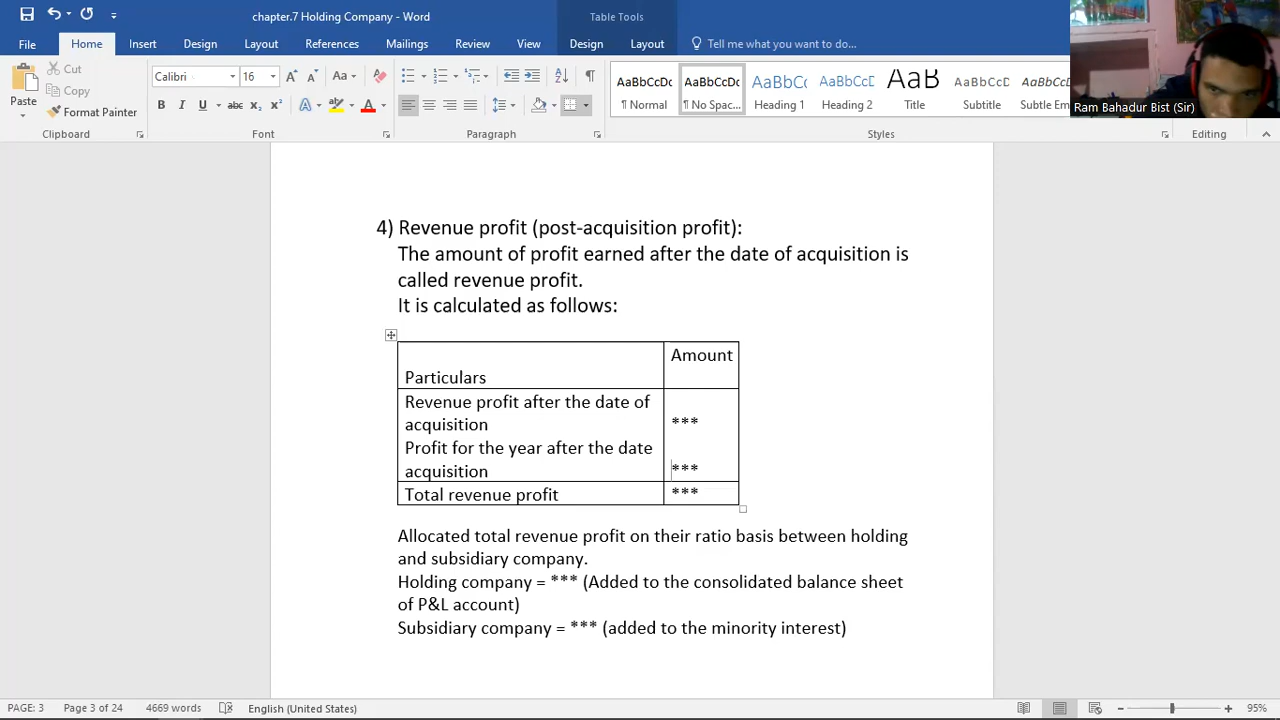 chapter.7 Holding Company - Word
Table Tools
File Home Insert Design Layout References Mailings Review View Design Layout Tell me what you want to do...
Ram Bahadur Bist (Sir)
Paste
Cut
Copy
Format Painter
Calibri 16
AaBbCcDc AaBbCcDc AaBbCc AaBbCcD AaB AaBbCcD AaBbCcDc
¶ Normal ¶ No Spac... Heading 1 Heading 2 Title Subtitle Subtle Em
Clipboard Font Paragraph Styles Editing
4) Revenue profit (post-acquisition profit):
The amount of profit earned after the date of acquisition is
called revenue profit.
It is calculated as follows:
Particulars Amount
Revenue profit after the date of
acquisition ***
Profit for the year after the date
acquisition ***
Total revenue profit ***
Allocated total revenue profit on their ratio basis between holding
and subsidiary company.
Holding company = *** (Added to the consolidated balance sheet
of P&L account)
Subsidiary company = *** (added to the minority interest)
PAGE: 3 Page 3 of 24 4669 words English (United States) 95%